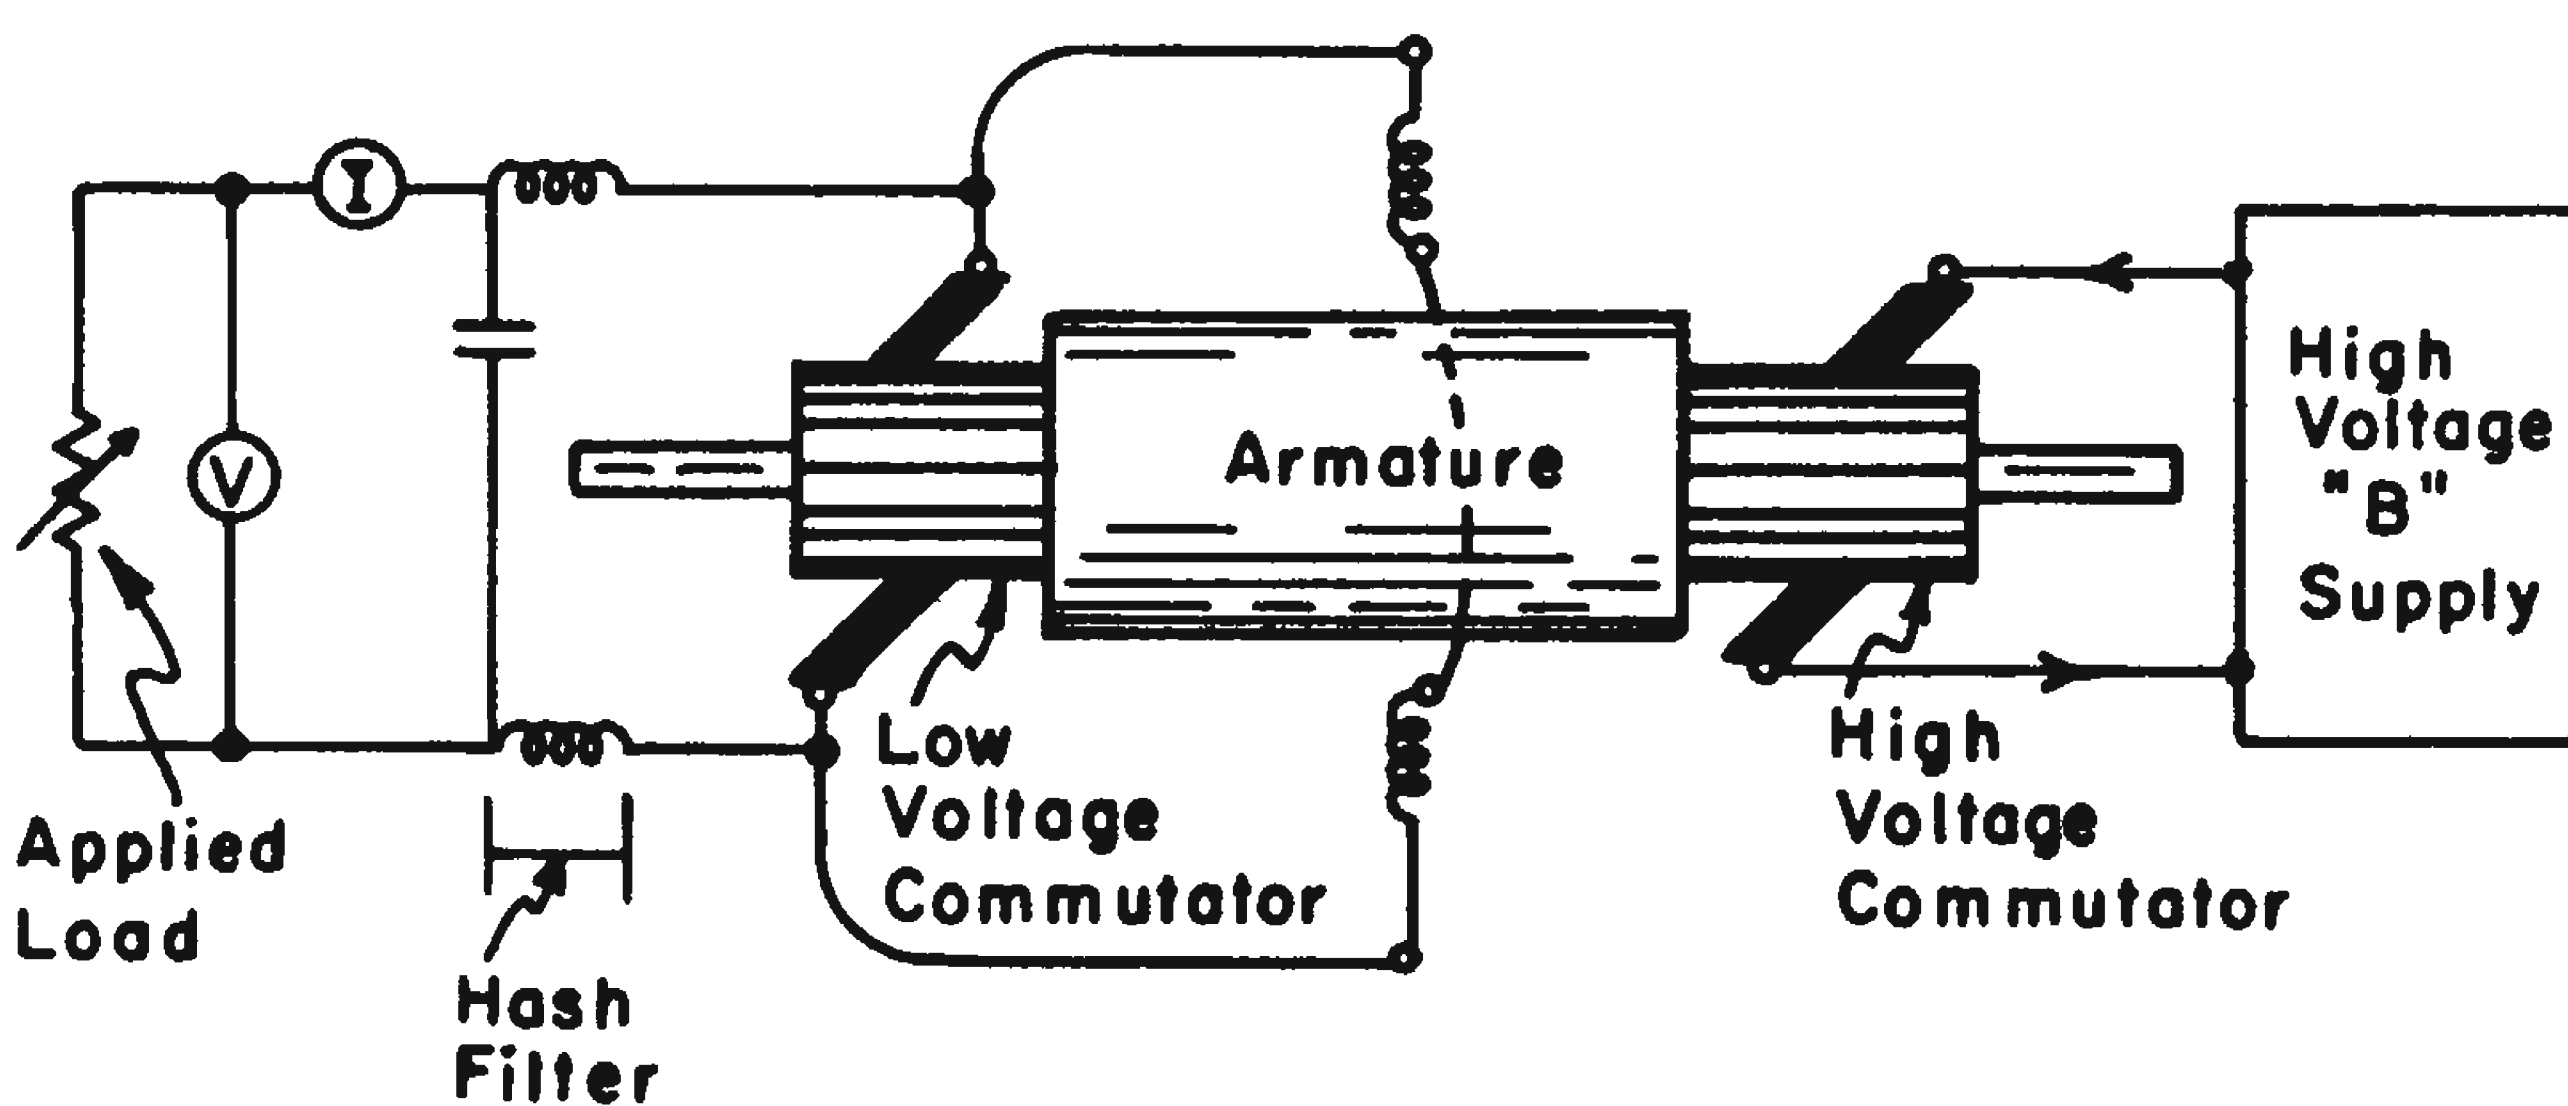 I
V
Armature
High
Voltage
"B"
Supply
Applied
Load
Hash
Filter
Low
Voltage
Commutator
High
Voltage
Commutator